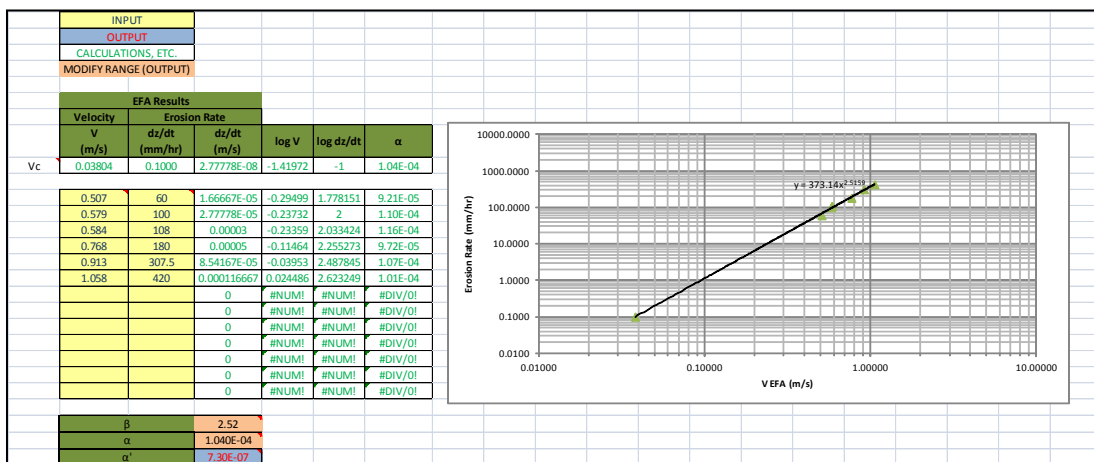 INPUT
OUTPUT
CALCULATIONS, ETC.
MODIFY RANGE (OUTPUT)
EFA Results
Velocity Erosion Rate
V (m/s) dz/dt (mm/hr) dz/dt (m/s) log V log dz/dt α
Vc 0.03804 0.1000 2.77778E-08 -1.41972 -1 1.04E-04
0.507 60 1.66667E-05 -0.29499 1.778151 9.21E-05
0.579 100 2.77778E-05 -0.23732 2 1.10E-04
0.584 108 0.00003 -0.23359 2.033424 1.16E-04
0.768 180 0.00005 -0.11464 2.255273 9.72E-05
0.913 307.5 8.54167E-05 -0.03953 2.487845 1.07E-04
1.058 420 0.000116667 0.024486 2.623249 1.01E-04
0 #NUM! #NUM! #DIV/0!
0 #NUM! #NUM! #DIV/0!
0 #NUM! #NUM! #DIV/0!
0 #NUM! #NUM! #DIV/0!
0 #NUM! #NUM! #DIV/0!
0 #NUM! #NUM! #DIV/0!
0 #NUM! #NUM! #DIV/0!
β 2.52
α 1.040E-04
α' 7.30E-07
Erosion Rate (mm/hr)
10000.0000
1000.0000
100.0000
10.0000
1.0000
0.1000
0.0100
y = 373.14x^2.5159
0.01000 0.10000 1.00000 10.00000
V EFA (m/s)